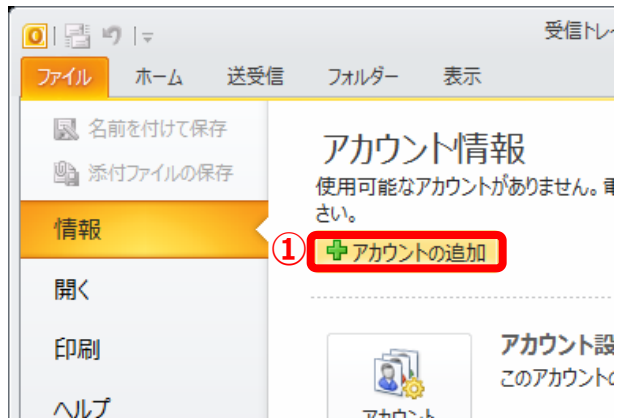 受信トレイ
ファイル ホーム 送受信 フォルダー 表示
名前を付けて保存
添付ファイルの保存
情報
開く
印刷
ヘルプ
アカウント情報
使用可能なアカウントがありません。
さい。
① アカウントの追加
アカウント設
このアカウント
アカウント